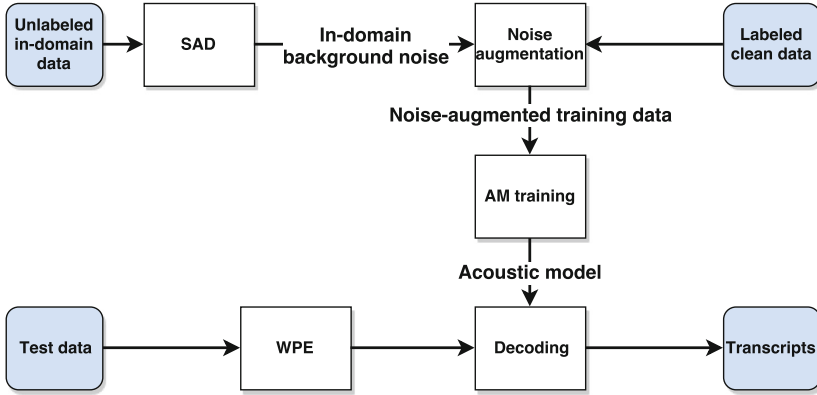 Unlabeled
in-domain
data
SAD
In-domain
background noise
Noise
augmentation
Labeled
clean data
Noise-augmented training data
AM training
Acoustic model
Test data
WPE
Decoding
Transcripts